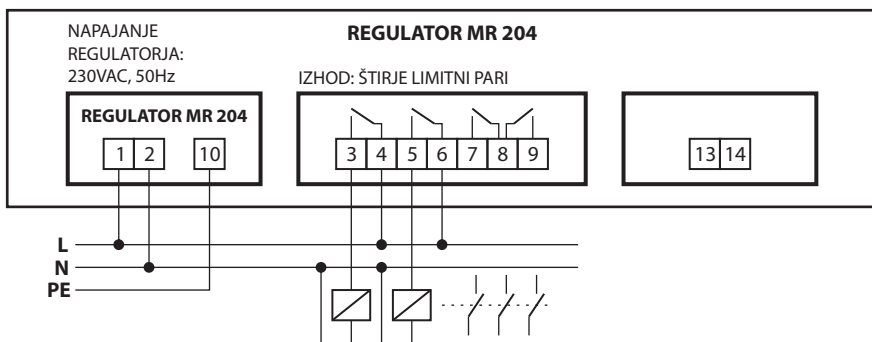 NAPAJANJE
REGULATORJA:
230VAC, 50Hz
REGULATOR MR 204
IZHOD: ŠTIRJE LIMITNI PARI
REGULATOR MR 204
1 2 10
3 4 5 6 7 8 9
13 14
L
N
PE